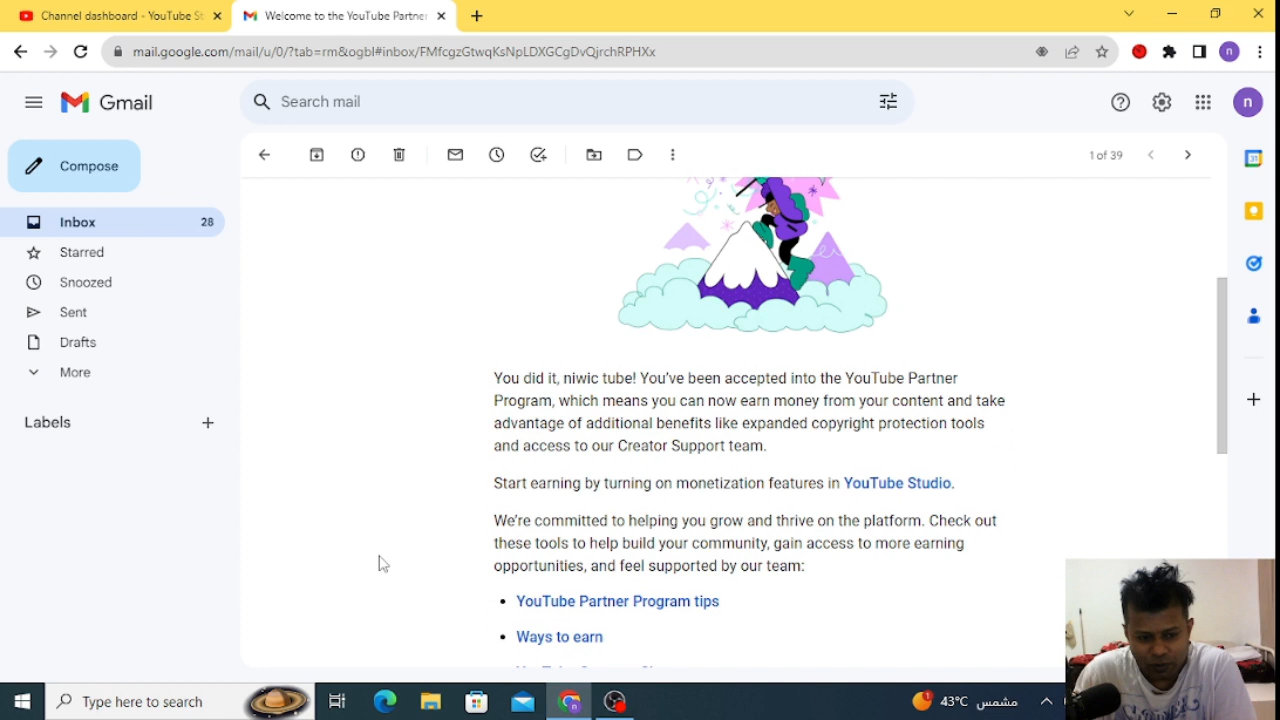 Channel dashboard - YouTube St
Welcome to the YouTube Partner
mail.google.com/mail/u/0/?tab=rm&ogbl#inbox/FMfcgzGtwqKsNpLDXGCgDvQjrchRPHXx
n
Gmail
Search mail
n
Compose
1 of 39
31
Inbox 28
Starred
Snoozed
Sent
Drafts
More
Labels
You did it, niwic tube! You've been accepted into the YouTube Partner
Program, which means you can now earn money from your content and take
advantage of additional benefits like expanded copyright protection tools
and access to our Creator Support team.
Start earning by turning on monetization features in YouTube Studio.
We're committed to helping you grow and thrive on the platform. Check out
these tools to help build your community, gain access to more earning
opportunities, and feel supported by our team:
• YouTube Partner Program tips
• Ways to earn
Type here to search
n
1
43°C مشمس